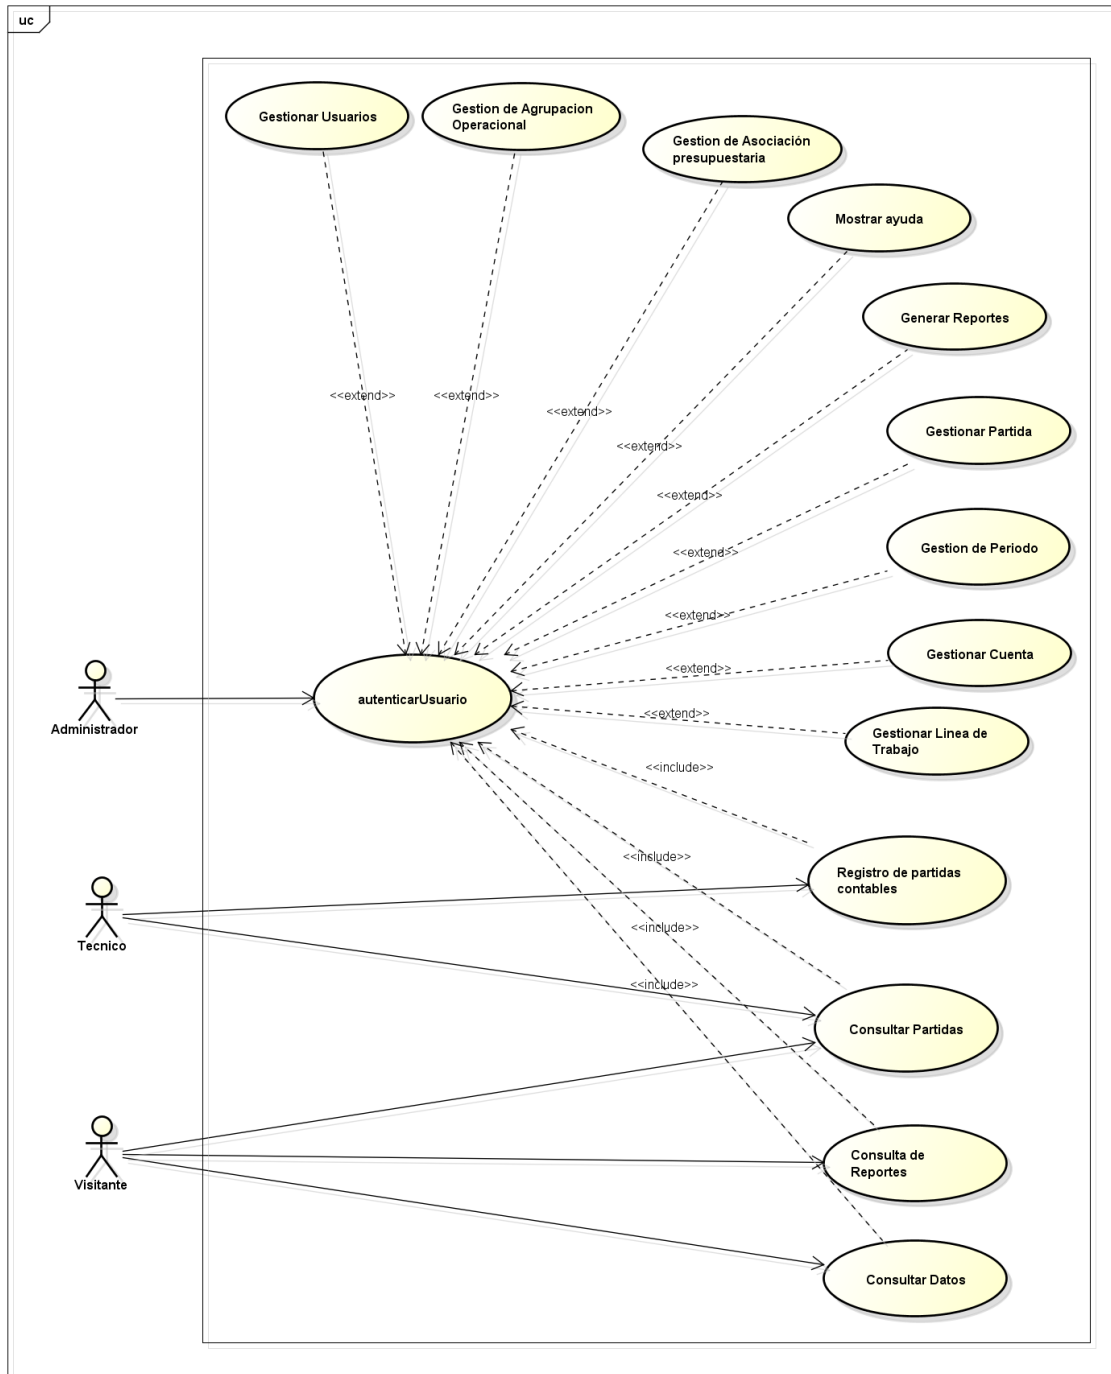 uc
Gestionar Usuarios
Gestion de Agrupacion
Operacional
Gestion de Asociación
presupuestaria
Mostrar ayuda
Generar Reportes
<<extend>>
<<extend>>
<<extend>>
Gestionar Partida
<<extend>>
<<extend>>
Gestion de Periodo
<<extend>>
<<extend>>
Gestionar Cuenta
<<extend>>
autenticarUsuario
<<extend>>
Gestionar Linea de
Trabajo
Administrador
<<include>>
<<include>>
Registro de partidas
contables
<<include>>
Tecnico
<<include>>
Consultar Partidas
Consulta de
Reportes
Visitante
Consultar Datos